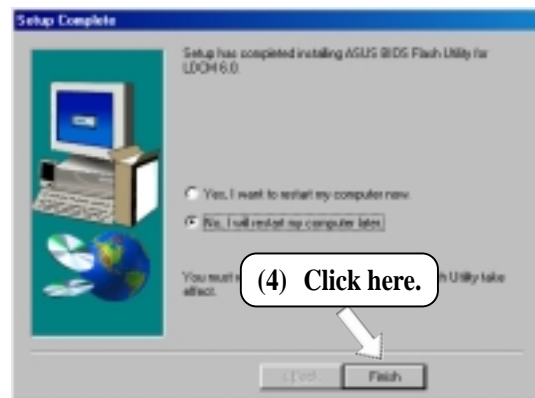 Setup Complete
Setup has completed installing ASUS BIOS Flash Utility for
LDCM 6.0.
Yes, I want to restart my computer now.
No, I will restart my computer later.
You must
h Utility take
effect.
(4) Click here.
< Back
Finish